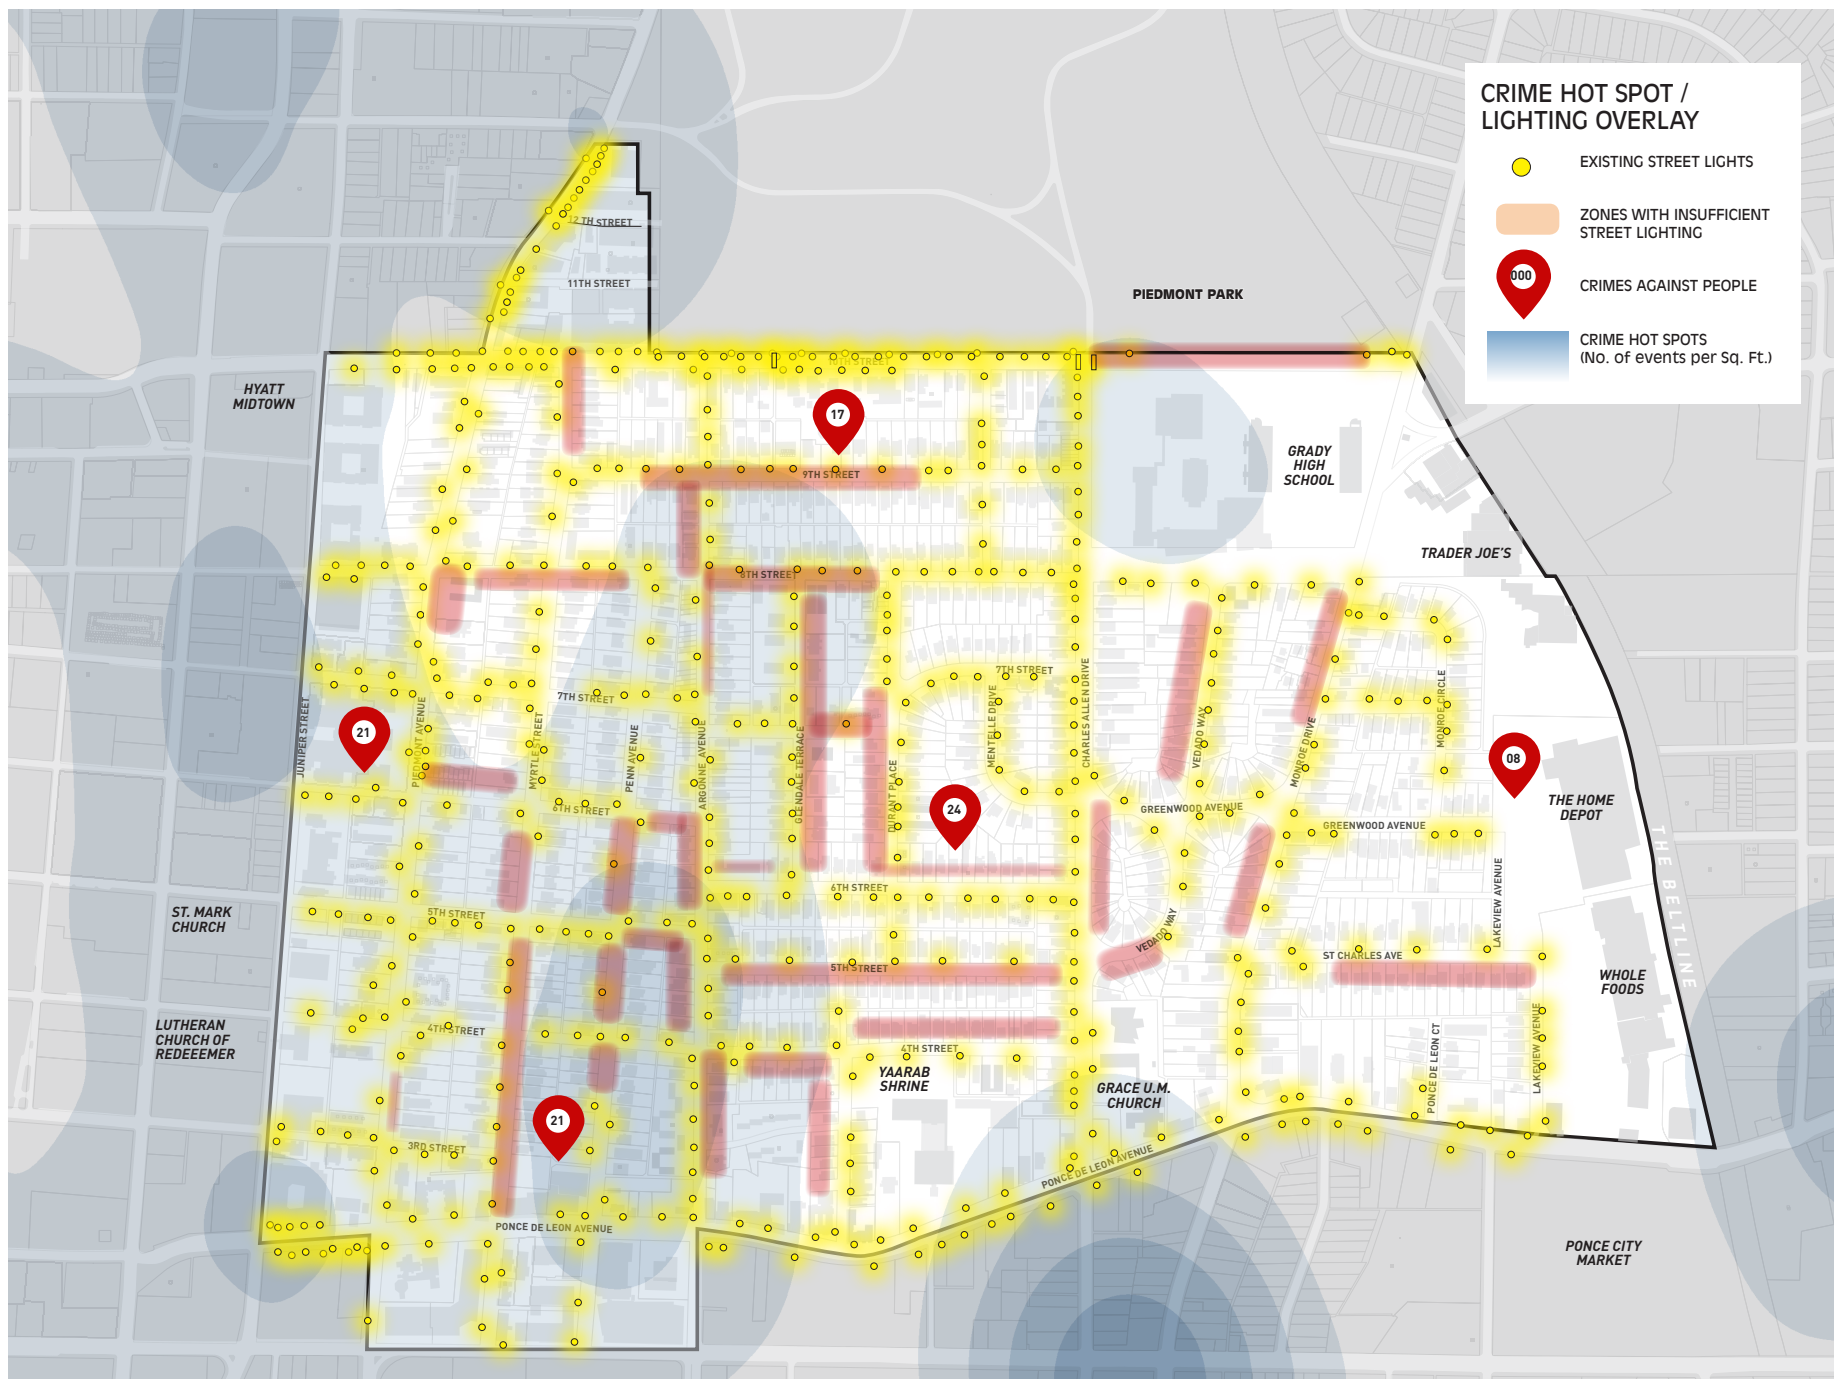 CRIME HOT SPOT /
LIGHTING OVERLAY
EXISTING STREET LIGHTS
ZONES WITH INSUFFICIENT
STREET LIGHTING
000
CRIMES AGAINST PEOPLE
CRIME HOT SPOTS
(No. of events per Sq. Ft.)
12 TH STREET
11TH STREET
PIEDMONT PARK
10TH STREET
HYATT
MIDTOWN
17
9TH STREET
GRADY
HIGH
SCHOOL
TRADER JOE'S
8TH STREET
7TH STREET
7TH STREET
JUNIPER STREET
PIEDMONT AVENUE
MYRTLE STREET
PENN AVENUE
ARGONNE AVENUE
GLENDALE TERRACE
DURANT PLACE
MENTELLE DRIVE
CHARLES ALLEN DRIVE
VEDADO WAY
MONROE DRIVE
MONROE CIRCLE
21
08
24
THE HOME
DEPOT
6TH STREET
GREENWOOD AVENUE
GREENWOOD AVENUE
THE BELTLINE
6TH STREET
LAKEVIEW AVENUE
ST. MARK
CHURCH
5TH STREET
VEDADO WAY
ST CHARLES AVE
5TH STREET
WHOLE
FOODS
LUTHERAN
CHURCH OF
REDEEEMER
4TH STREET
4TH STREET
YAARAB
SHRINE
GRACE U.M.
CHURCH
PONCE DE LEON CT
LAKEVIEW AVENUE
21
3RD STREET
PONCE DE LEON AVENUE
PONCE DE LEON AVENUE
PONCE CITY
MARKET